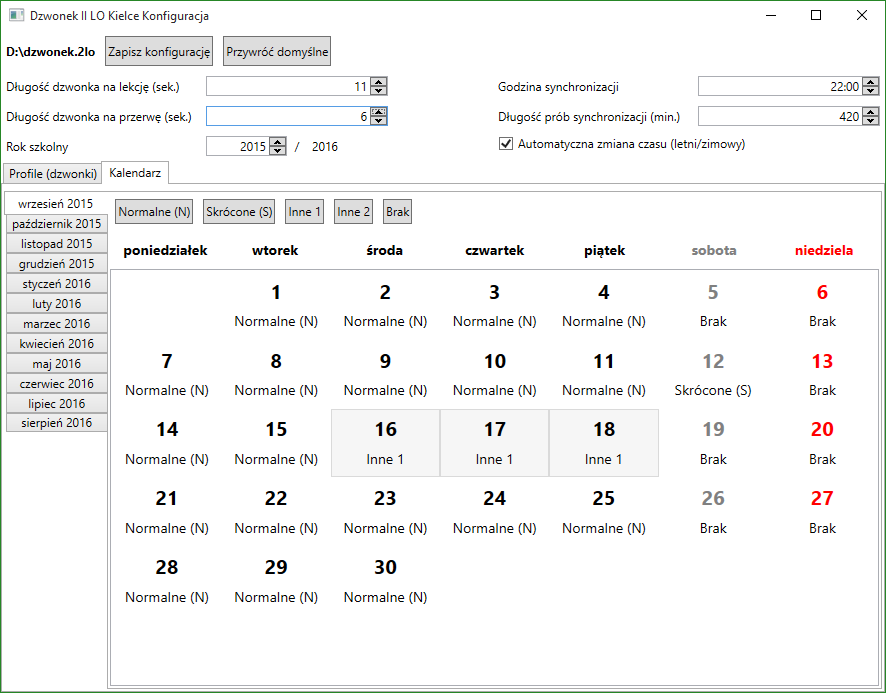 Dzwonek II LO Kielce Konfiguracja
D:\dzwonek.2lo Zapisz konfigurację Przywróć domyślne
Długość dzwonka na lekcję (sek.) 11 Godzina synchronizacji 22:00
Długość dzwonka na przerwę (sek.) 6 Długość prób synchronizacji (min.) 420
Rok szkolny 2015 / 2016 Automatyczna zmiana czasu (letni/zimowy)
Profile (dzwonki) Kalendarz
wrzesień 2015
październik 2015
listopad 2015
grudzień 2015
styczeń 2016
luty 2016
marzec 2016
kwiecień 2016
maj 2016
czerwiec 2016
lipiec 2016
sierpień 2016
Normalne (N) Skrócone (S) Inne 1 Inne 2 Brak
poniedziałek wtorek środa czwartek piątek sobota niedziela
1 2 3 4 5 6
Normalne (N) Normalne (N) Normalne (N) Normalne (N) Brak Brak
7 8 9 10 11 12 13
Normalne (N) Normalne (N) Normalne (N) Normalne (N) Normalne (N) Skrócone (S) Brak
14 15 16 17 18 19 20
Normalne (N) Normalne (N) Inne 1 Inne 1 Inne 1 Brak Brak
21 22 23 24 25 26 27
Normalne (N) Normalne (N) Normalne (N) Normalne (N) Normalne (N) Brak Brak
28 29 30
Normalne (N) Normalne (N) Normalne (N)